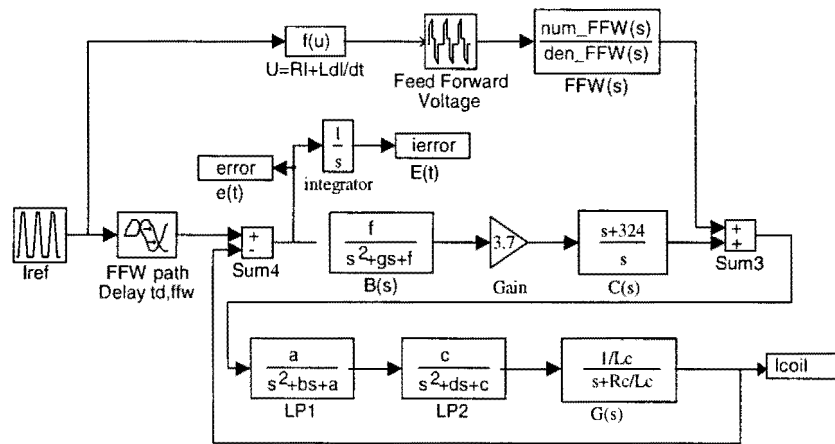 f(u)
U=RI+LdI/dt
Feed Forward
Voltage
num_FFW(s)
den_FFW(s)
FFW(s)
error
e(t)
1
s
integrator
ierror
E(t)
Iref
FFW path
Delay td,ffw
+
-
Sum4
f
s²+gs+f
B(s)
3.7
Gain
s+324
s
C(s)
+
+
Sum3
a
s²+bs+a
LP1
c
s²+ds+c
LP2
1/Lc
s+Rc/Lc
G(s)
Icoil